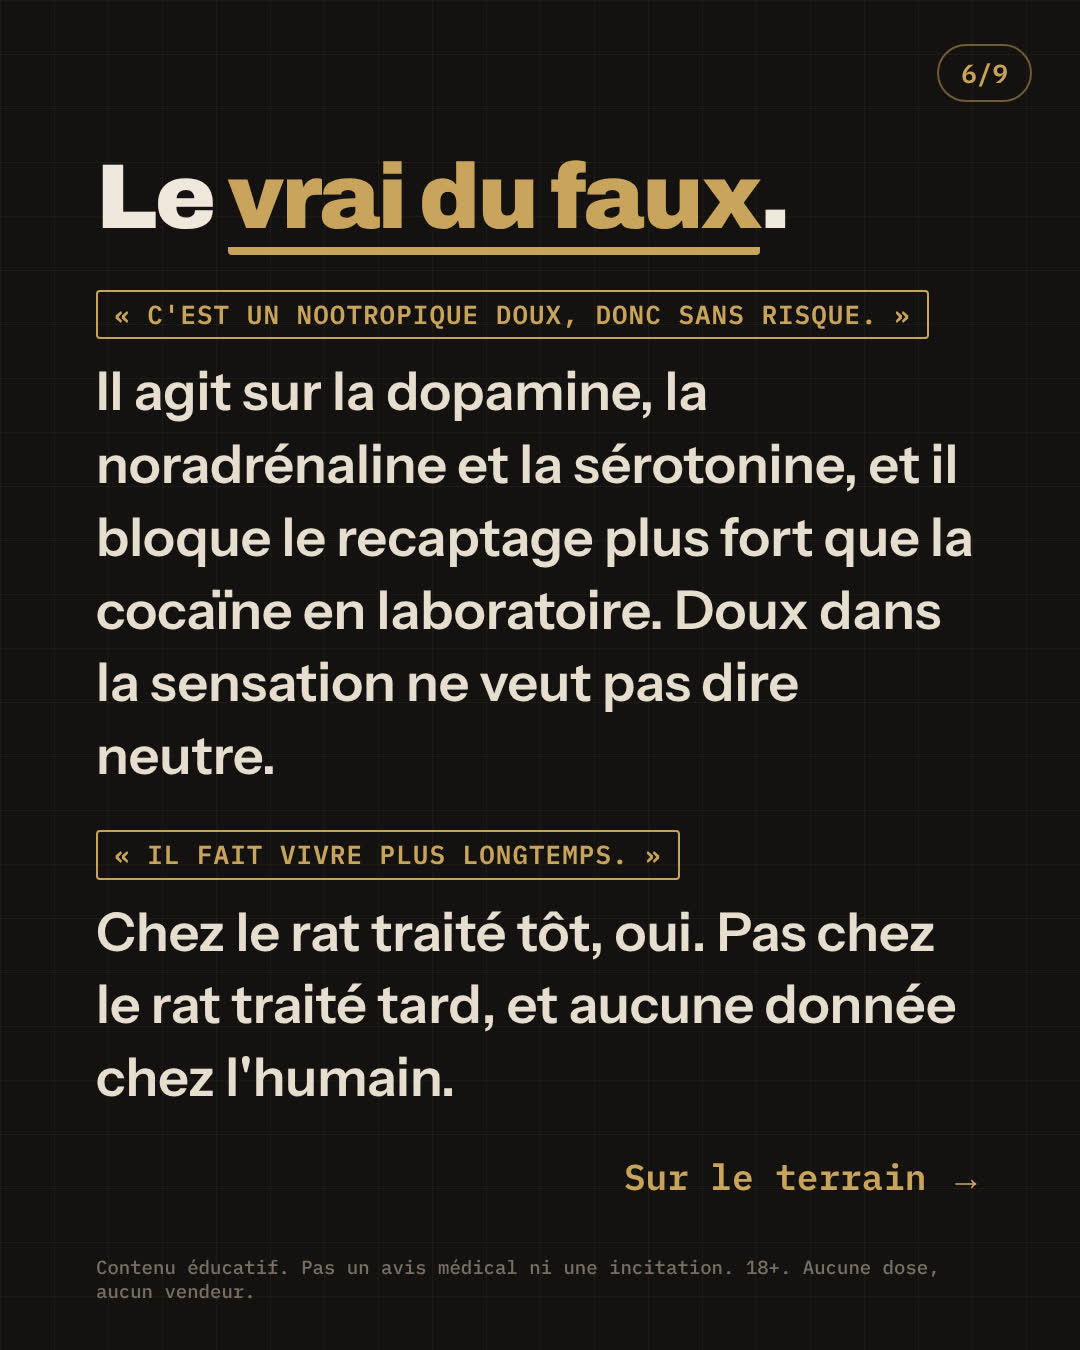 6/9
Le vrai du faux.
« C'EST UN NOOTROPIQUE DOUX, DONC SANS RISQUE. »
Il agit sur la dopamine, la
noradrénaline et la sérotonine, et il
bloque le recaptage plus fort que la
cocaïne en laboratoire. Doux dans
la sensation ne veut pas dire
neutre.
« IL FAIT VIVRE PLUS LONGTEMPS. »
Chez le rat traité tôt, oui. Pas chez
le rat traité tard, et aucune donnée
chez l'humain.
Sur le terrain →
Contenu éducatif. Pas un avis médical ni une incitation. 18+. Aucune dose,
aucun vendeur.